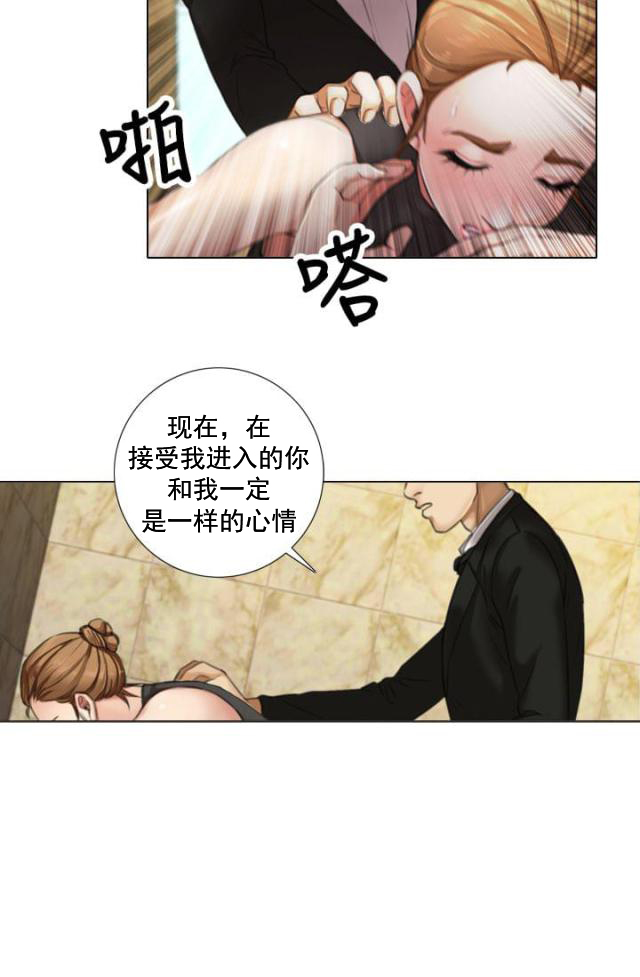 啪
嗒
现在，在
接受我进入的你
和我一定
是一样的心情